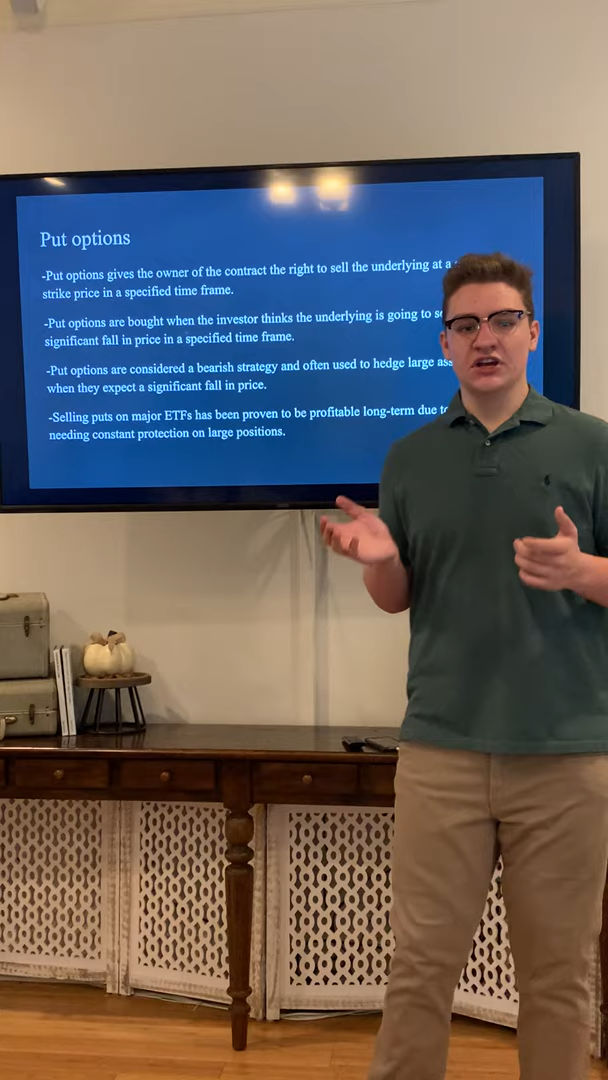 Put options
-Put options gives the owner of the contract the right to sell the underlying at a
strike price in a specified time frame.
-Put options are bought when the investor thinks the underlying is going to
significant fall in price in a specified time frame.
-Put options are considered a bearish strategy and often used to hedge large
when they expect a significant fall in price.
-Selling puts on major ETFs has been proven to be profitable long-term due
needing constant protection on large positions.